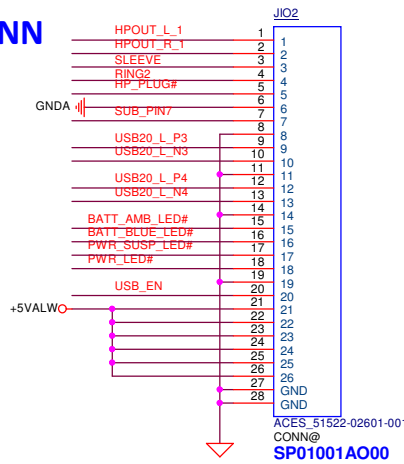 NN
JIO2
HPOUT_L_1 1 1
HPOUT_R_1 2 2
SLEEVE 3 3
RING2 4 4
HP_PLUG# 5 5
GNDA 6 6
SUB_PIN7 7 7
8 8
USB20_L_P3 9 9
USB20_L_N3 10 10
11 11
USB20_L_P4 12 12
USB20_L_N4 13 13
14 14
BATT_AMB_LED# 15 15
BATT_BLUE_LED# 16 16
PWR_SUSP_LED# 17 17
PWR_LED# 18 18
19 19
USB_EN 20 20
+5VALW 21 21
22 22
23 23
24 24
25 25
26 26
27 GND
28 GND
ACES_51522-02601-001
CONN@
SP01001AO00